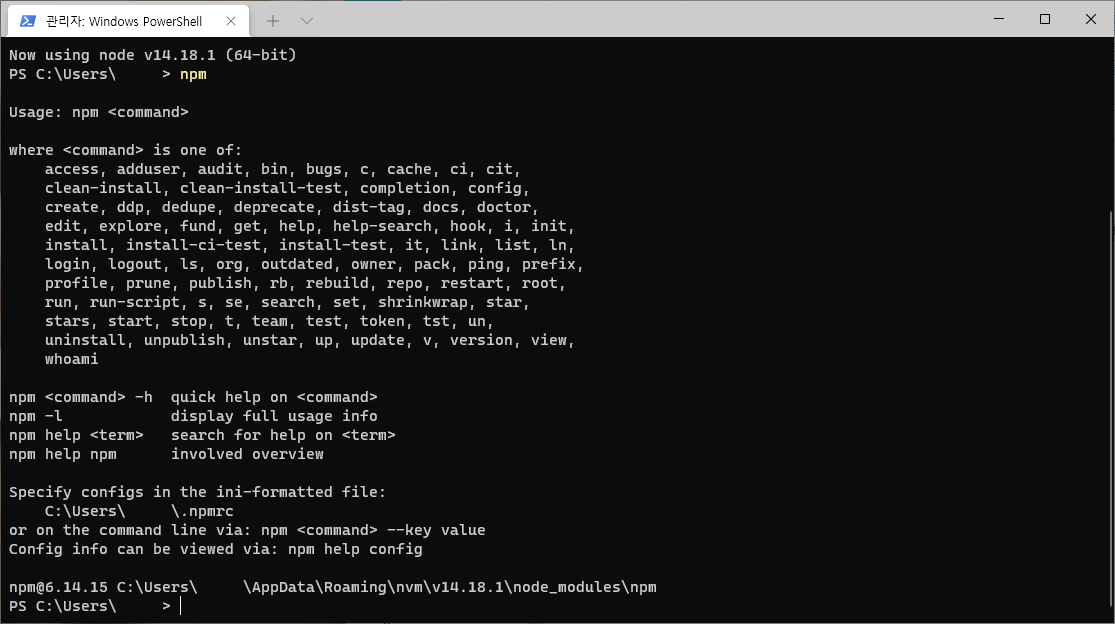 관리자: Windows PowerShell
Now using node v14.18.1 (64-bit)
PS C:\Users\      > npm
Usage: npm <command>
where <command> is one of:
    access, adduser, audit, bin, bugs, c, cache, ci, cit,
    clean-install, clean-install-test, completion, config,
    create, ddp, dedupe, deprecate, dist-tag, docs, doctor,
    edit, explore, fund, get, help, help-search, hook, i, init,
    install, install-ci-test, install-test, it, link, list, ln,
    login, logout, ls, org, outdated, owner, pack, ping, prefix,
    profile, prune, publish, rb, rebuild, repo, restart, root,
    run, run-script, s, se, search, set, shrinkwrap, star,
    stars, start, stop, t, team, test, token, tst, un,
    uninstall, unpublish, unstar, up, update, v, version, view,
    whoami
npm <command> -h  quick help on <command>
npm -l            display full usage info
npm help <term>   search for help on <term>
npm help npm      involved overview
Specify configs in the ini-formatted file:
    C:\Users\      \.npmrc
or on the command line via: npm <command> --key value
Config info can be viewed via: npm help config
npm@6.14.15 C:\Users\      \AppData\Roaming\nvm\v14.18.1\node_modules\npm
PS C:\Users\      >